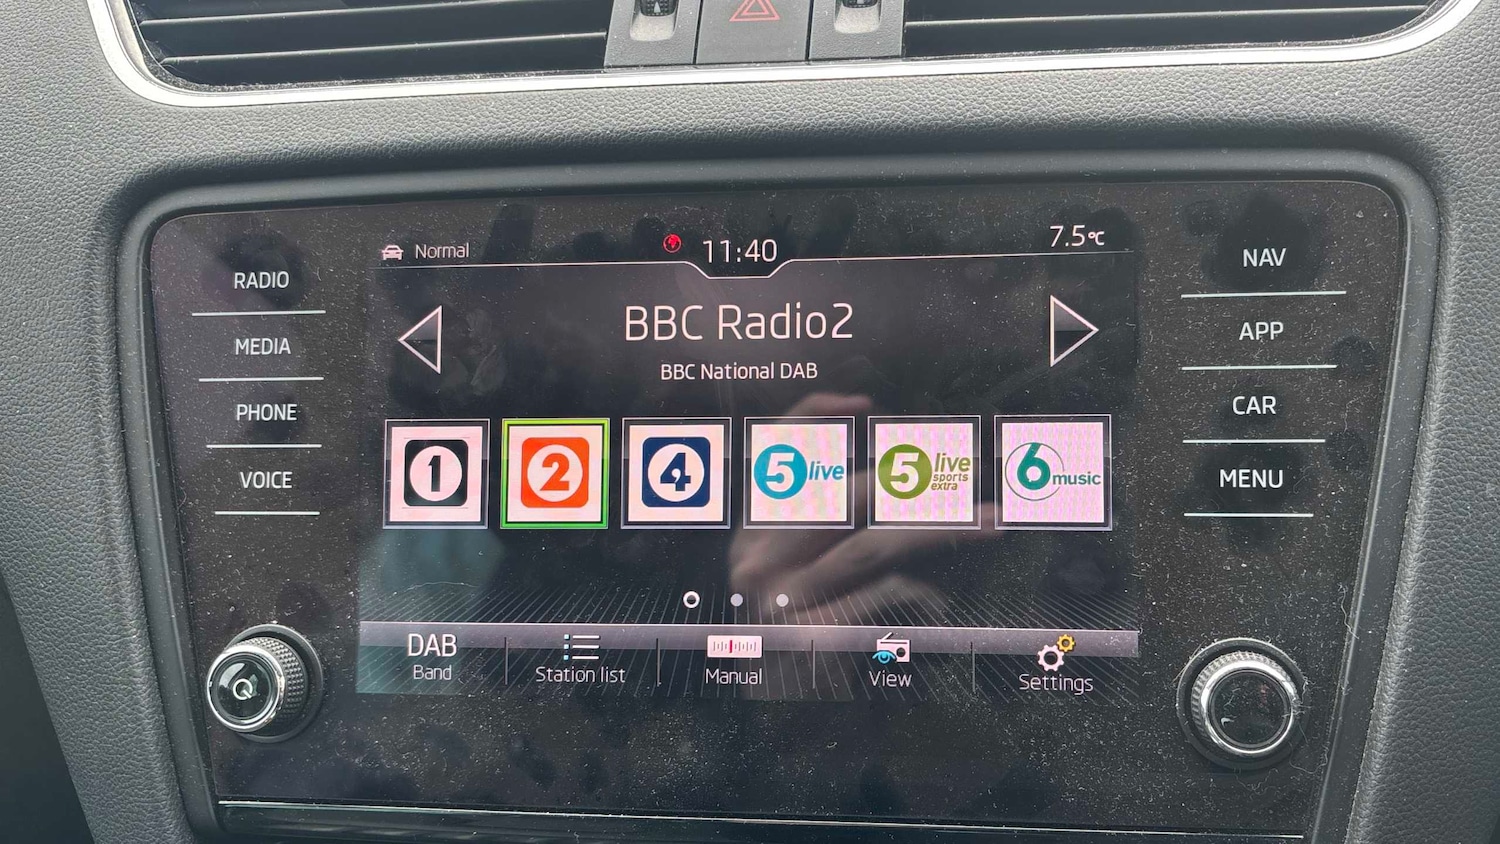 Normal
11:40
7.5°C
RADIO
MEDIA
PHONE
VOICE
BBC Radio2
BBC National DAB
1
2
4
5 live
5 live
sports
extra
6 music
DAB
Band
Station list
Manual
View
Settings
NAV
APP
CAR
MENU